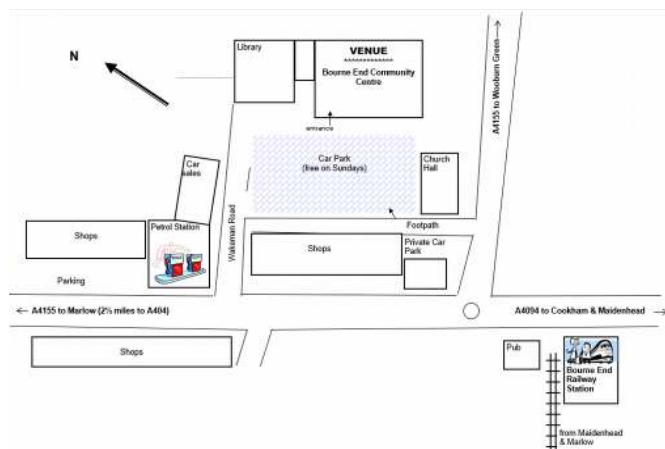 N
Library
VENUE
Bourne End Community
Centre
entrance
A4155 to Wooburn Green
Car Park
(free on Sundays)
Church
Hall
Car
sales
Wakeman Road
Footpath
Shops
Petrol Station
Shops
Private Car
Park
Parking
A4155 to Marlow (2½ miles to A404)
A4094 to Cookham & Maidenhead
Shops
Pub
Bourne End
Railway
Station
from Maidenhead
& Marlow